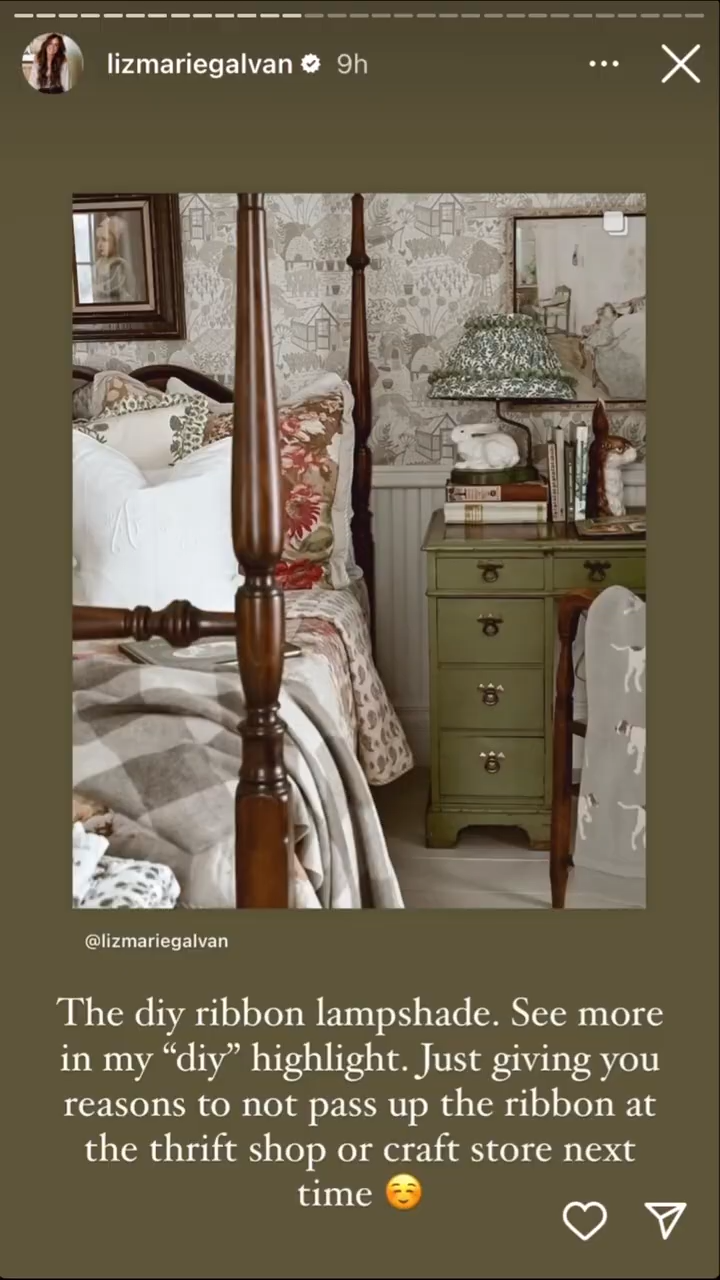 lizmariegalvan 9h
@lizmariegalvan
The diy ribbon lampshade. See more
in my “diy” highlight. Just giving you
reasons to not pass up the ribbon at
the thrift shop or craft store next
time ☺️